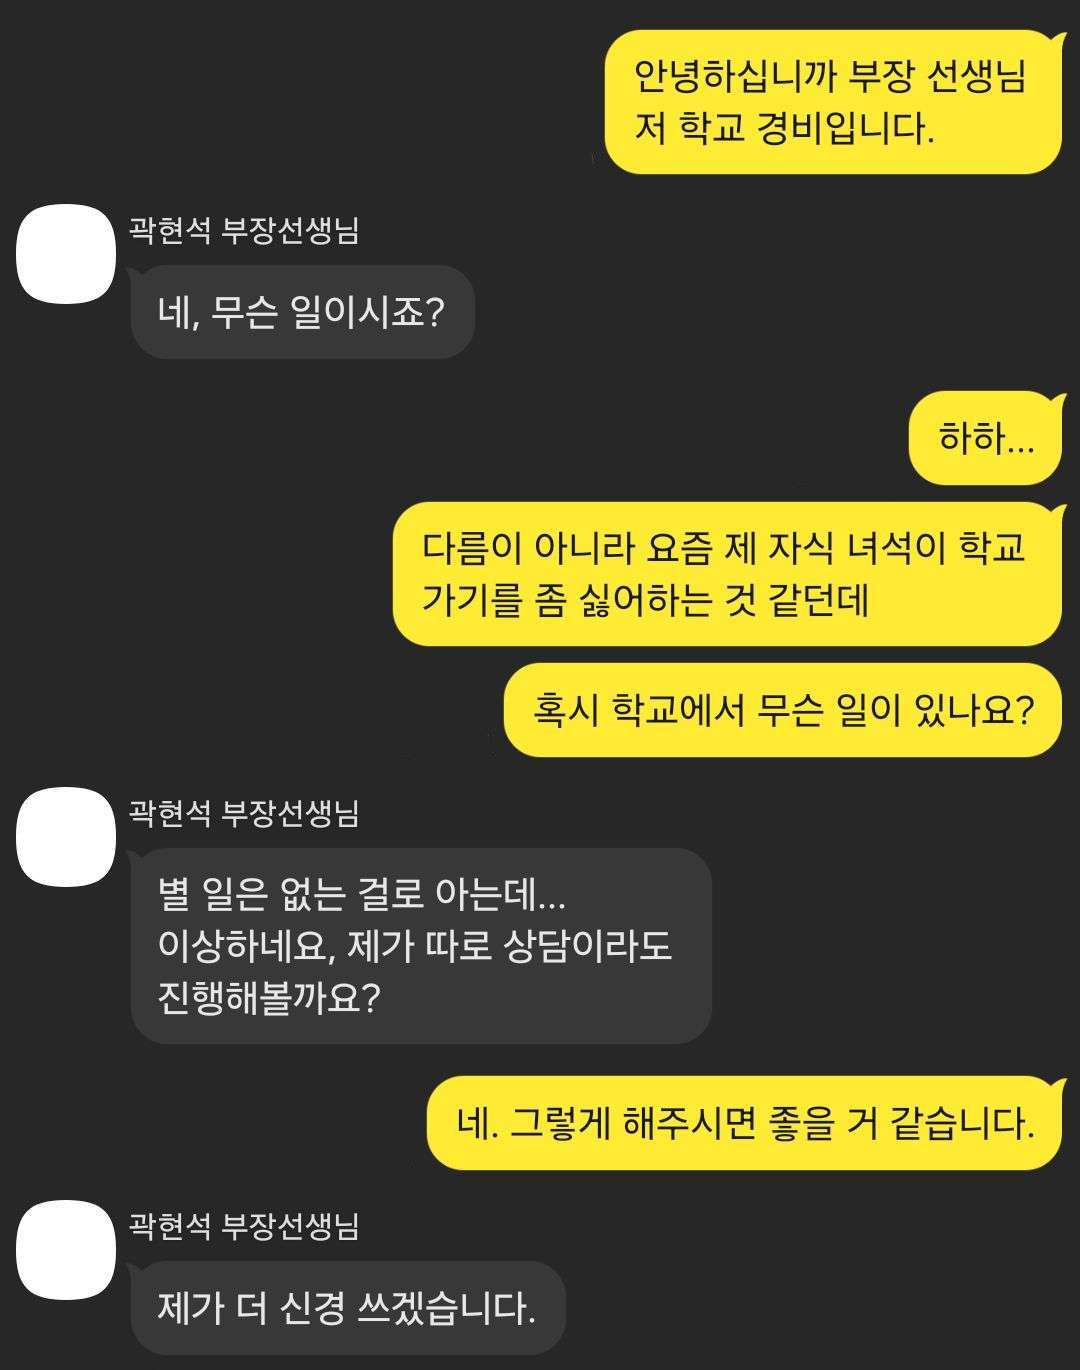 안녕하십니까 부장 선생님
저 학교 경비입니다.
곽현석 부장선생님
네, 무슨 일이시죠?
하하...
다름이 아니라 요즘 제 자식 녀석이 학교
가기를 좀 싫어하는 것 같던데
혹시 학교에서 무슨 일이 있나요?
곽현석 부장선생님
별 일은 없는 걸로 아는데...
이상하네요, 제가 따로 상담이라도
진행해볼까요?
네. 그렇게 해주시면 좋을 거 같습니다.
곽현석 부장선생님
제가 더 신경 쓰겠습니다.